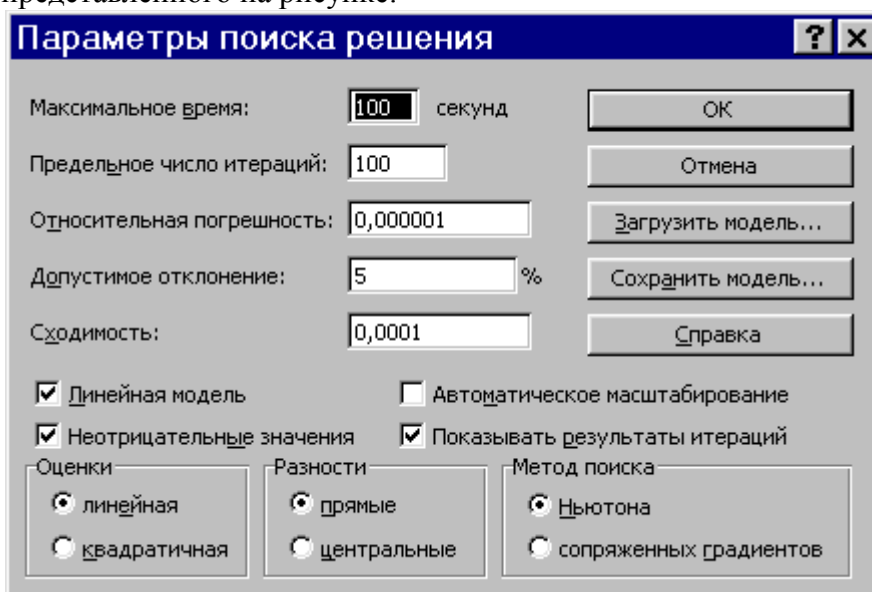 представленного на рисунке.
Параметры поиска решения
Максимальное время: 100 секунд OK
Предельное число итераций: 100 Отмена
Относительная погрешность: 0,000001 Загрузить модель...
Допустимое отклонение: 5 % Сохранить модель...
Сходимость: 0,0001 Справка
Линейная модель Автоматическое масштабирование
Неотрицательные значения Показывать результаты итераций
Оценки Разности Метод поиска
линейная прямые Ньютона
квадратичная центральные сопряженных градиентов